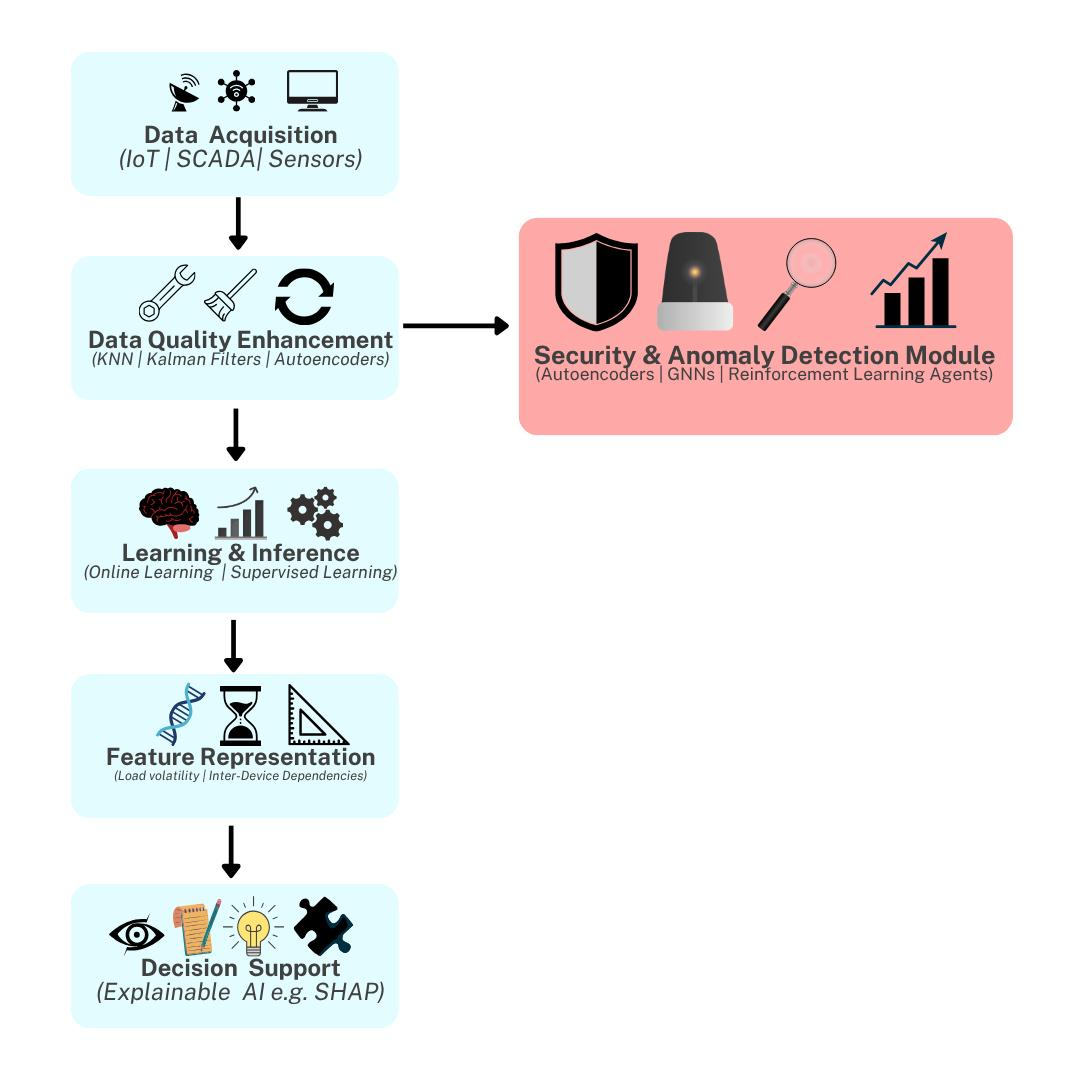 Data Acquisition
(IoT | SCADA| Sensors)
Data Quality Enhancement
(KNN | Kalman Filters | Autoencoders)
Security & Anomaly Detection Module
(Autoencoders | GNNs | Reinforcement Learning Agents)
Learning & Inference
(Online Learning | Supervised Learning)
Feature Representation
(Load volatility | Inter-Device Dependencies)
Decision Support
(Explainable AI e.g. SHAP)